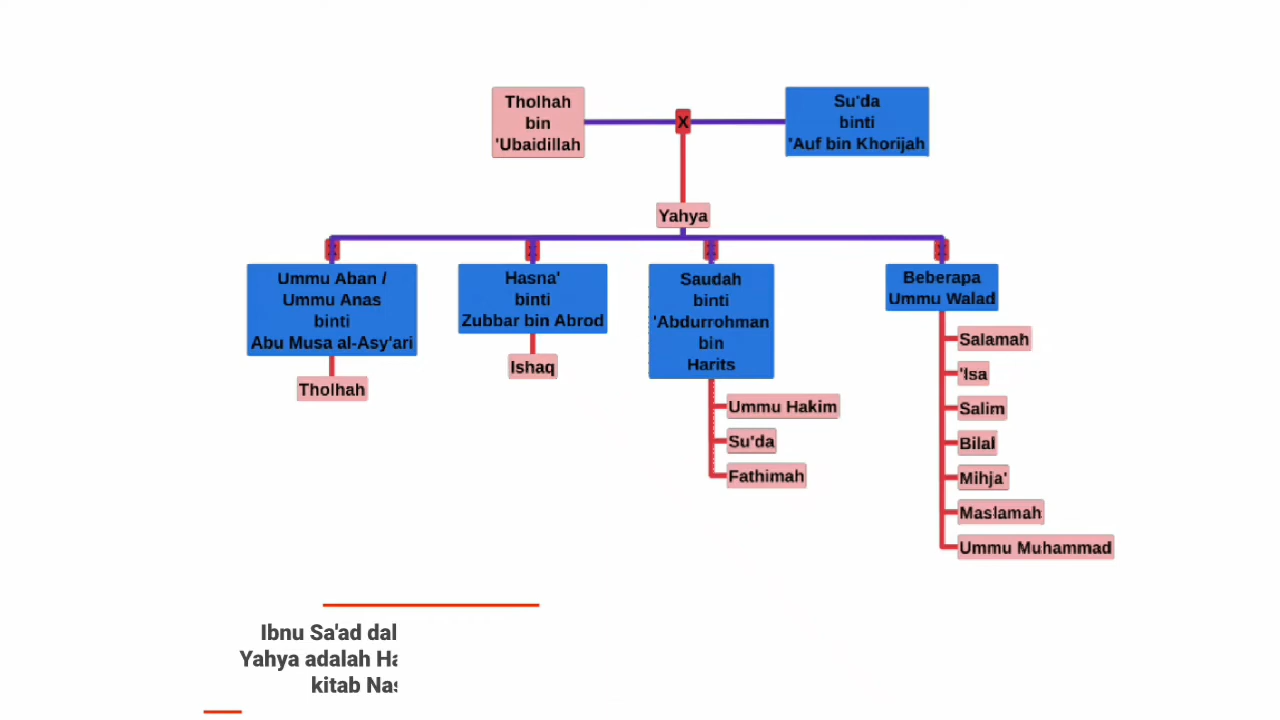 Tholhah
bin
'Ubaidillah
X
Su'da
binti
'Auf bin Khorijah
Yahya
Ummu Aban /
Ummu Anas
binti
Abu Musa al-Asy'ari
Tholhah
Hasna'
binti
Zubbar bin Abrod
Ishaq
Saudah
binti
'Abdurrohman
bin
Harits
Ummu Hakim
Su'da
Fathimah
Beberapa
Ummu Walad
Salamah
'Isa
Salim
Bilal
Mihja'
Maslamah
Ummu Muhammad
Ibnu Sa'ad dal
Yahya adalah Ha
kitab Nas